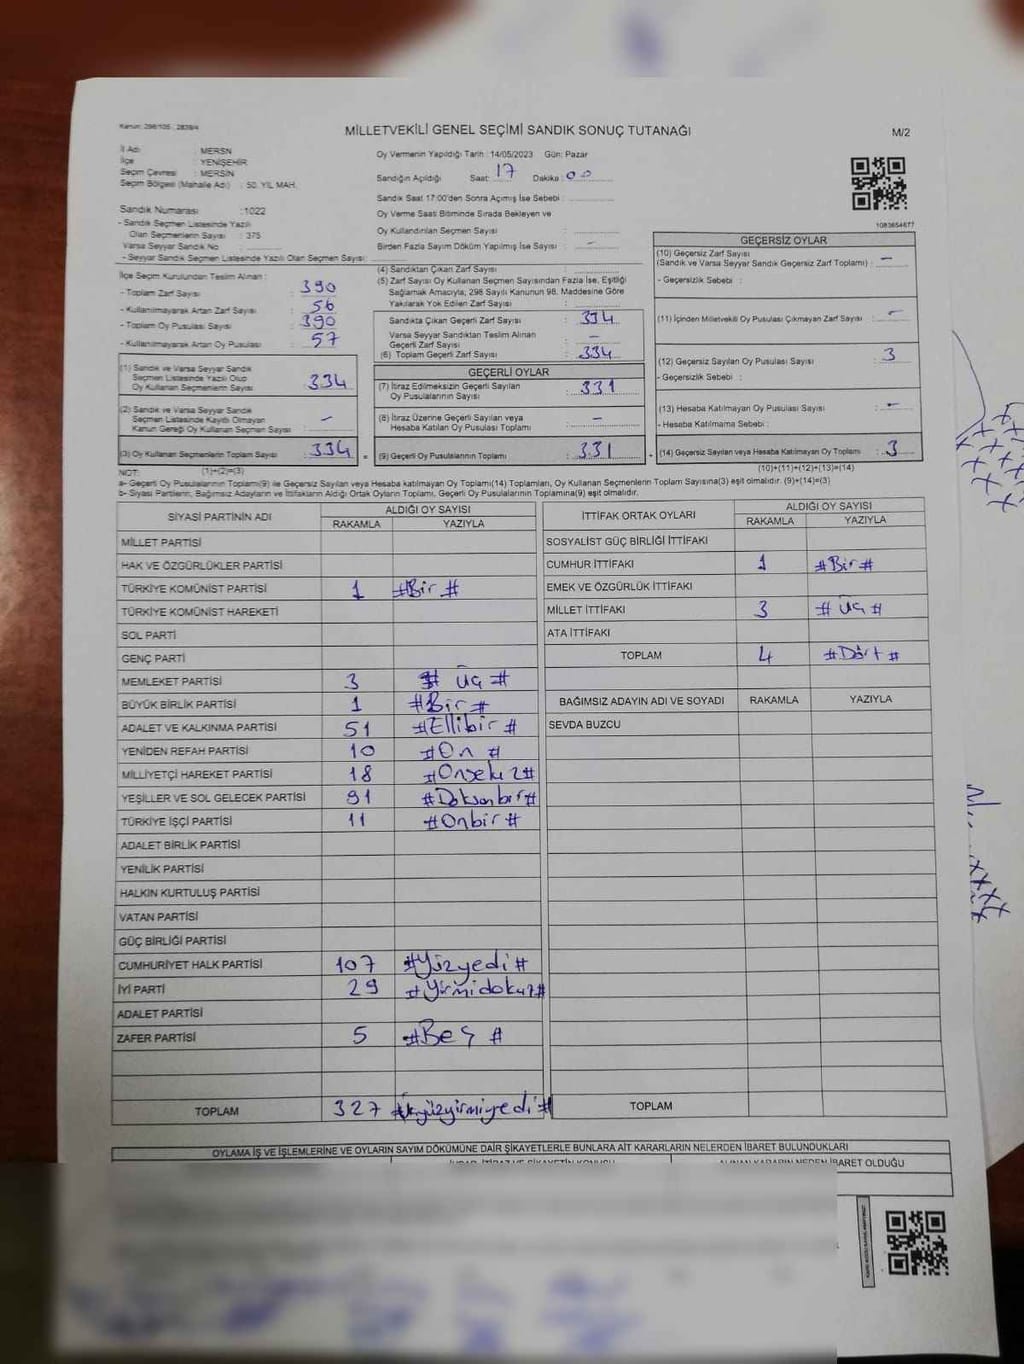 Kanun: 298/105 , 2839/4
MİLLETVEKİLİ GENEL SEÇİMİ SANDIK SONUÇ TUTANAĞI
M/2
İl Adı : MERSN
İlçe : YENİŞEHİR
Seçim Çevresi : MERSİN
Seçim Bölgesi (Mahalle Adı) : 50. YIL MAH.
Sandık Numarası :1022
- Sandık Seçmen Listesinde Yazılı
Olan Seçmenlerin Sayısı : 375
Varsa Seyyar Sandık No :
- Seyyar Sandık Seçmen Listesinde Yazılı Olan Seçmen Sayısı:
Oy Vermenin Yapıldığı Tarih :14/05/2023 Gün: Pazar
Sandığın Açıldığı Saat: 17 Dakika: 00
Sandık Saat 17:00'den Sonra Açımış İse Sebebi :
Oy Verme Saati Bitiminde Sırada Bekleyen ve
Oy Kullandırılan Seçmen Sayısı :
Birden Fazla Sayım Döküm Yapılmış İse Sayısı : -
1083654677
İlçe Seçim Kurulundan Teslim Alınan :
- Toplam Zarf Sayısı : 390
- Kullanılmayarak Artan Zarf Sayısı : 56
- Toplam Oy Pusulası Sayısı : 390
- Kullanılmayarak Artan Oy Pusulası : 57
(1) Sandık ve Varsa Seyyar Sandık
Seçmen Listesinde Yazılı Olup
Oy Kullanan Seçmenlerin Sayısı : 334
(2) Sandık ve Varsa Seyyar Sandık
Seçmen Listesinde Kayıtlı Olmayan
Kanun Gereği Oy Kullanan Seçmen Sayısı : -
(3) Oy Kullanan Seçmenlerin Toplam Sayısı : 334
(4) Sandıktan Çıkan Zarf Sayısı :
(5) Zarf Sayısı Oy Kullanan Seçmen Sayısından Fazla İse, Eşitliği
Sağlamak Amacıyla, 298 Sayılı Kanunun 98. Maddesine Göre
Yakılarak Yok Edilen Zarf Sayısı :
Sandıkta Çıkan Geçerli Zarf Sayısı : 334
Varsa Seyyar Sandıktan Teslim Alınan
Geçerli Zarf Sayısı : -
(6) Toplam Geçerli Zarf Sayısı : 334
GEÇERLİ OYLAR
(7) İtiraz Edilmeksizin Geçerli Sayılan
Oy Pusulalarının Sayısı : 331
(8) İtiraz Üzerine Geçerli Sayılan veya
Hesaba Katılan Oy Pusulası Toplamı : -
(9) Geçerli Oy Pusulalarının Toplamı : 331
GEÇERSİZ OYLAR
(10) Geçersiz Zarf Sayısı
(Sandık ve Varsa Seyyar Sandık Geçersiz Zarf Toplamı) : -
- Geçersizlik Sebebi :
(11) İçinden Milletvekili Oy Pusulası Çıkmayan Zarf Sayısı : -
(12) Geçersiz Sayılan Oy Pusulası Sayısı : 3
- Geçersizlik Sebebi :
(13) Hesaba Katılmayan Oy Pusulası Sayısı : -
- Hesaba Katılmama Sebebi :
(14) Geçersiz Sayılan veya Hesaba Katılmayan Oy Toplamı : 3
NOT: (1)+(2)=(3) (10)+(11)+(12)+(13)=(14)
a- Geçerli Oy Pusulalarının Toplamı(9) ile Geçersiz Sayılan veya Hesaba katılmayan Oy Toplamı(14) Toplamları, Oy Kullanan Seçmenlerin Toplam Sayısına(3) eşit olmalıdır. (9)+(14)=(3)
b- Siyasi Partilerin, Bağımsız Adayların ve İttifakların Aldığı Ortak Oyların Toplamı, Geçerli Oy Pusulalarının Toplamına(9) eşit olmalıdır.
SİYASİ PARTİNİN ADI ALDIĞI OY SAYISI
RAKAMLA YAZIYLA
MİLLET PARTİSİ
HAK VE ÖZGÜRLÜKLER PARTİSİ
TÜRKİYE KOMÜNİST PARTİSİ 1 #Bir#
TÜRKİYE KOMÜNİST HAREKETİ
SOL PARTİ
GENÇ PARTİ
MEMLEKET PARTİSİ 3 # üç #
BÜYÜK BİRLİK PARTİSİ 1 #Bir#
ADALET VE KALKINMA PARTİSİ 51 #Ellibir#
YENİDEN REFAH PARTİSİ 10 #On #
MİLLİYETÇİ HAREKET PARTİSİ 18 #Onsekiz#
YEŞİLLER VE SOL GELECEK PARTİSİ 91 #Doksanbir#
TÜRKİYE İŞÇİ PARTİSİ 11 #Onbir#
ADALET BİRLİK PARTİSİ
YENİLİK PARTİSİ
HALKIN KURTULUŞ PARTİSİ
VATAN PARTİSİ
GÜÇ BİRLİĞİ PARTİSİ
CUMHURİYET HALK PARTİSİ 107 #Yüzyedi#
İYİ PARTİ 29 #Yirmidokuz#
ADALET PARTİSİ
ZAFER PARTİSİ 5 #Beş #
TOPLAM 327 #üçyüzyirmiyedi#
İTTİFAK ORTAK OYLARI ALDIĞI OY SAYISI
RAKAMLA YAZIYLA
SOSYALİST GÜÇ BİRLİĞİ İTTİFAKI
CUMHUR İTTİFAKI 1 #Bir#
EMEK VE ÖZGÜRLÜK İTTİFAKI
MİLLET İTTİFAKI 3 # üç #
ATA İTTİFAKI
TOPLAM 4 #Dört#
BAĞIMSIZ ADAYIN ADI VE SOYADI RAKAMLA YAZIYLA
SEVDA BUZCU
TOPLAM
OYLAMA İŞ VE İŞLEMLERİNE VE OYLARIN SAYIM DÖKÜMÜNE DAİR ŞİKAYETLERLE BUNLARA AİT KARARLARIN NELERDEN İBARET BULUNDUKLARI
ALINAN KARARIN NEDEN İBARET OLDUĞU